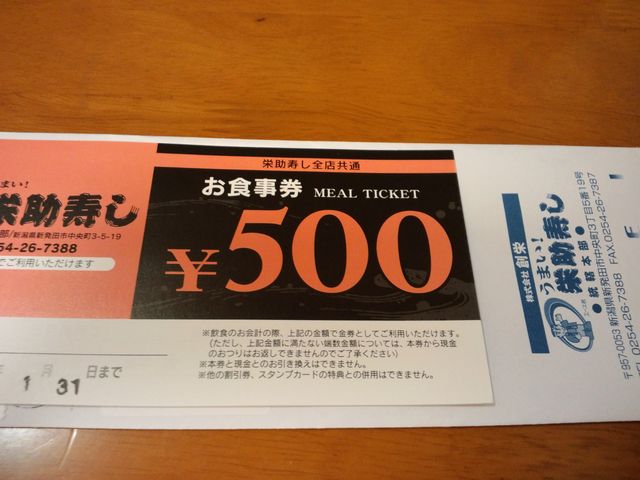 うまい!
栄助寿し
部/新潟県新発田市中央町3-5-19
254-26-7388
でご利用いただけます
年 1 月 31 日まで
栄助寿し全店共通
お食事券 MEAL TICKET
¥500
※飲食のお会計の際、上記の金額で金券としてご利用いただけます。
(ただし、上記金額に満たない端数金額については、本券から現金
のおつりはお返しできませんのでご了承ください)
※本券と現金とのお引き換えはできません。
※他の割引券、スタンプカードの特典との併用はできません。
株式会社 創栄
うまい!
栄助寿し
●統轄本部●
〒957-0053 新潟県新発田市中央町3丁目5番19号
TEL 0254-26-7388 FAX.0254-26-7387